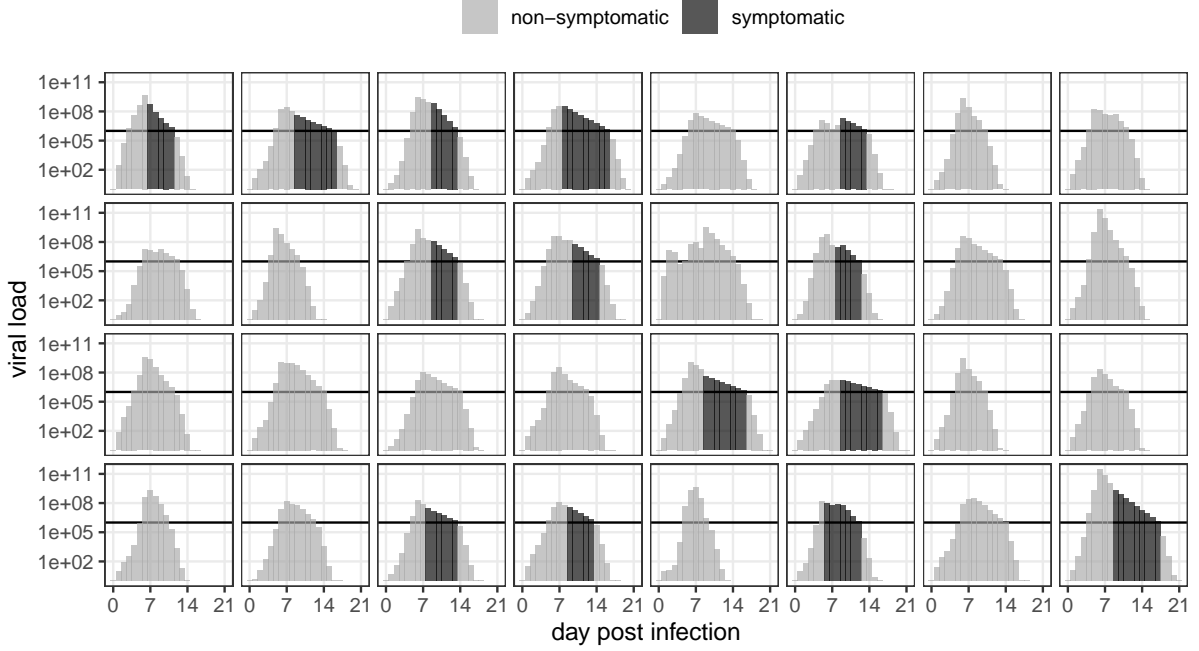 non−symptomatic symptomatic
1e+11
1e+08
1e+05
1e+02
1e+11
1e+08
1e+05
1e+02
1e+11
1e+08
1e+05
1e+02
1e+11
1e+08
1e+05
1e+02
viral load
0 7 14 21 0 7 14 21 0 7 14 21 0 7 14 21 0 7 14 21 0 7 14 21 0 7 14 21 0 7 14 21
day post infection